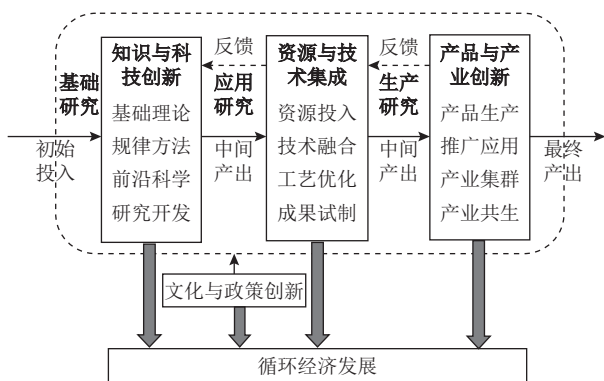 知识与科
技创新
基础理论
规律方法
前沿科学
研究开发
反馈
资源与技
术集成
资源投入
技术融合
工艺优化
成果试制
反馈
产品与产
业创新
产品生产
推广应用
产业集群
产业共生
基础
研究
初始
投入
应用
研究
中间
产出
生产
研究
中间
产出
最终
产出
文化与政策创新
循环经济发展